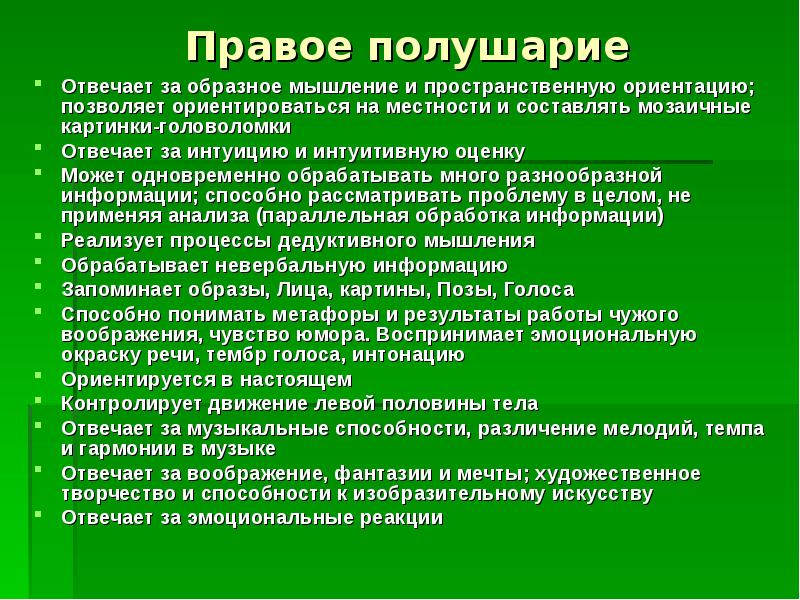 Правое полушарие
Отвечает за образное мышление и пространственную ориентацию;
позволяет ориентироваться на местности и составлять мозаичные
картинки-головоломки
Отвечает за интуицию и интуитивную оценку
Может одновременно обрабатывать много разнообразной
информации; способно рассматривать проблему в целом, не
применяя анализа (параллельная обработка информации)
Реализует процессы дедуктивного мышления
Обрабатывает невербальную информацию
Запоминает образы, Лица, картины, Позы, Голоса
Способно понимать метафоры и результаты работы чужого
воображения, чувство юмора. Воспринимает эмоциональную
окраску речи, тембр голоса, интонацию
Ориентируется в настоящем
Контролирует движение левой половины тела
Отвечает за музыкальные способности, различение мелодий, темпа
и гармонии в музыке
Отвечает за воображение, фантазии и мечты; художественное
творчество и способности к изобразительному искусству
Отвечает за эмоциональные реакции